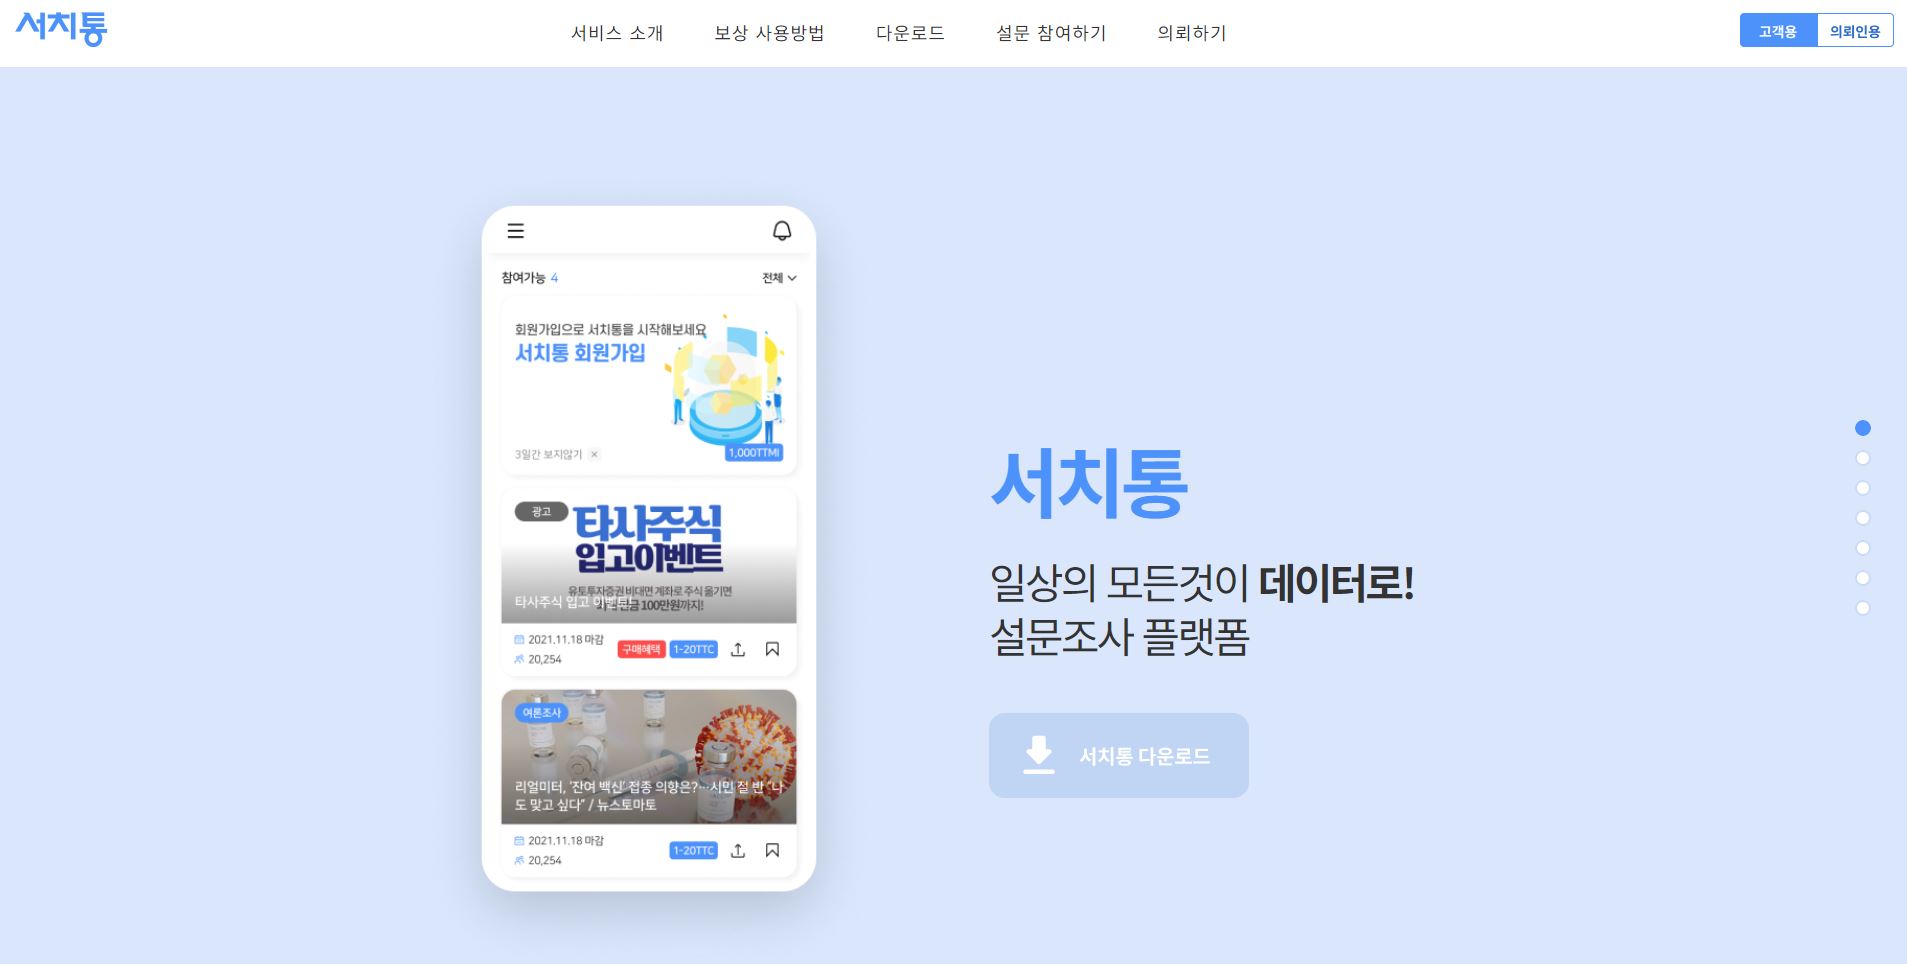 서치통
서비스 소개
보상 사용방법
다운로드
설문 참여하기
의뢰하기
고객용
의뢰인용
참여가능 4
전체
회원가입으로 서치통을 시작해보세요
서치통 회원가입
3일간 보지않기
1,000TTMI
광고
타사주식
입고이벤트
유토투자증권 비대면 계좌로 주식 옮기면
현금 100만원까지!
타사주식 입고 이벤트!
2021.11.18 마감
20,254
구매혜택
1-20TTC
여론조사
리얼미터, ‘잔여 백신’ 접종 의향은?…시민 절 반 “나
도 맞고 싶다” / 뉴스토마토
2021.11.18 마감
20,254
1-20TTC
서치통
일상의 모든것이 데이터로!
설문조사 플랫폼
서치통 다운로드